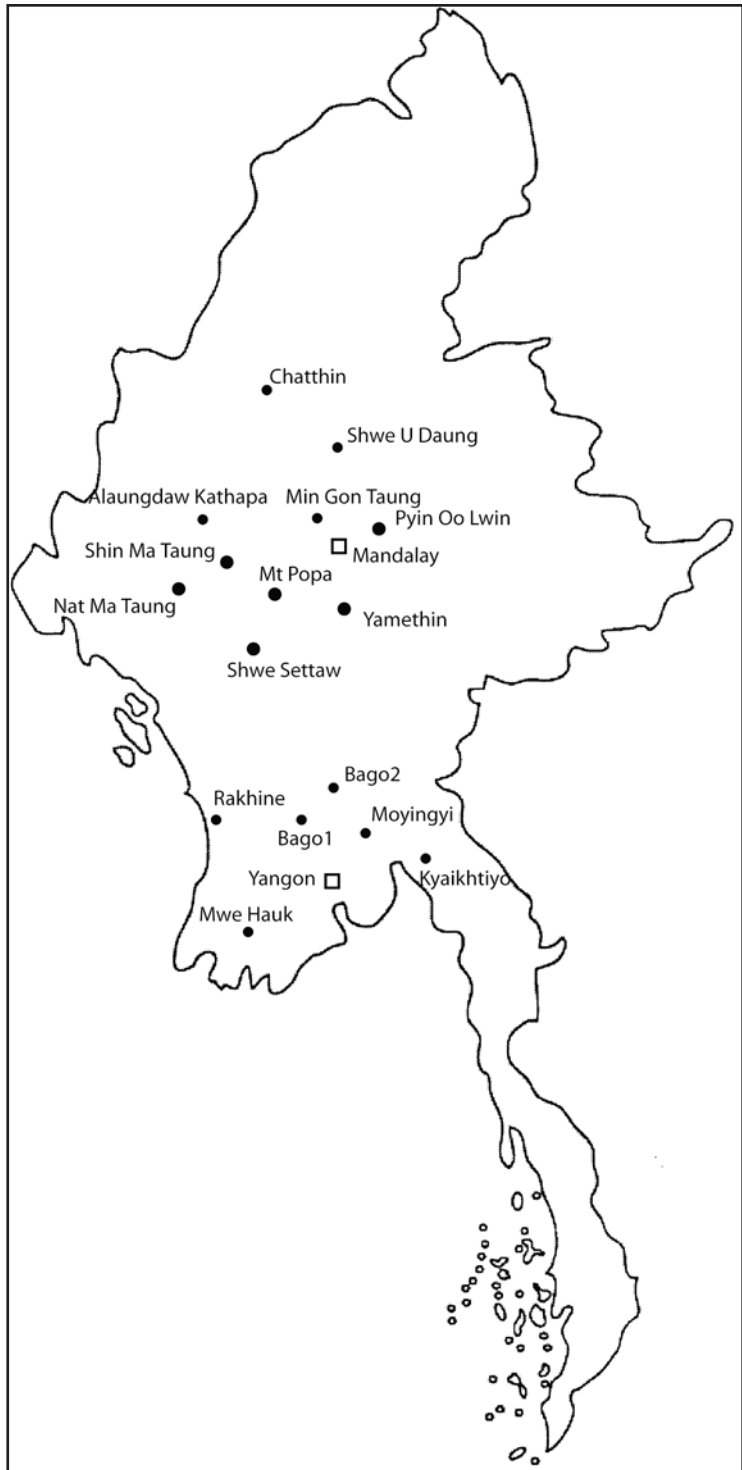 Chatthin
Shwe U Daung
Alaungdaw Kathapa
Min Gon Taung
Pyin Oo Lwin
Shin Ma Taung
Mandalay
Mt Popa
Nat Ma Taung
Yamethin
Shwe Settaw
Bago2
Rakhine
Moyingyi
Bago1
Yangon
Kyaikhtiyo
Mwe Hauk